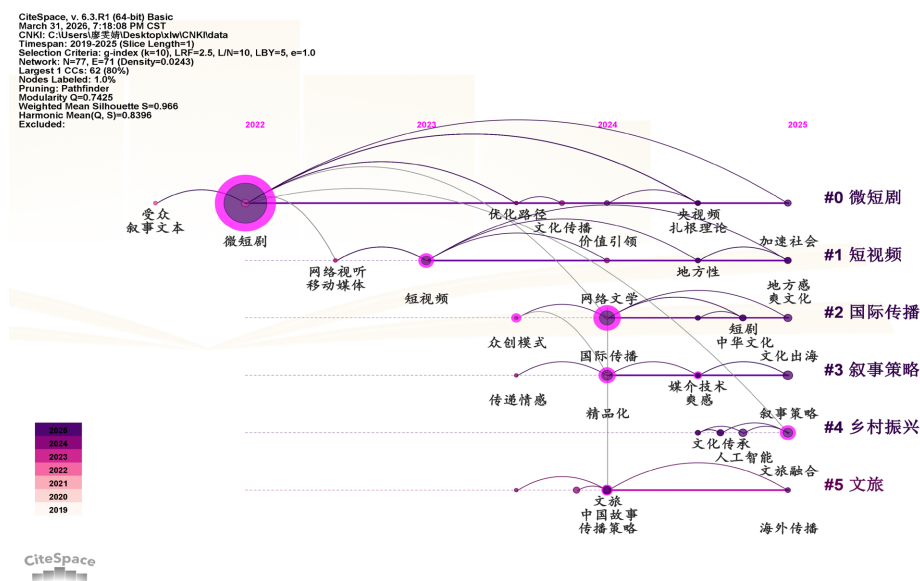 CiteSpace, v. 6.3.R1 (64-bit) Basic
March 31, 2026, 7:18:08 PM CST
CNKI: C:\Users\廖雯婧\Desktop\xlw\CNKI\data
Timespan: 2019-2025 (Slice Length=1)
Selection Criteria: g-index (k=10), LRF=2.5, L/N=10, LBY=5, e=1.0
Network: N=77, E=71 (Density=0.0243)
Largest 1 CCs: 62 (80%)
Nodes Labeled: 1.0%
Pruning: Pathfinder
Modularity Q=0.7425
Weighted Mean Silhouette S=0.966
Harmonic Mean(Q, S)=0.8396
Excluded:
2022 2023 2024 2025
#0 微短剧
受众
叙事文本
微短剧
优化路径
文化传播
央视频
扎根理论
价值引领
加速社会
#1 短视频
网络视听
移动媒体
短视频
地方性
地方感
爽文化
网络文学
#2 国际传播
众创模式
短剧
中华文化
国际传播
文化出海
#3 叙事策略
传递情感
精品化
媒介技术
爽感
叙事策略
#4 乡村振兴
文化传承
人工智能
文旅融合
#5 文旅
文旅
中国故事
传播策略
海外传播
2025
2024
2023
2022
2021
2020
2019
CiteSpace